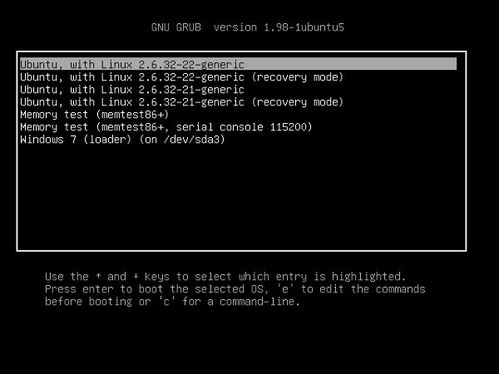 GNU GRUB  version 1.98-1ubuntu5
Ubuntu, with Linux 2.6.32-22-generic
Ubuntu, with Linux 2.6.32-22-generic (recovery mode)
Ubuntu, with Linux 2.6.32-21-generic
Ubuntu, with Linux 2.6.32-21-generic (recovery mode)
Memory test (memtest86+)
Memory test (memtest86+, serial console 115200)
Windows 7 (loader) (on /dev/sda3)
Use the ↑ and ↓ keys to select which entry is highlighted.
Press enter to boot the selected OS, 'e' to edit the commands
before booting or 'c' for a command-line.